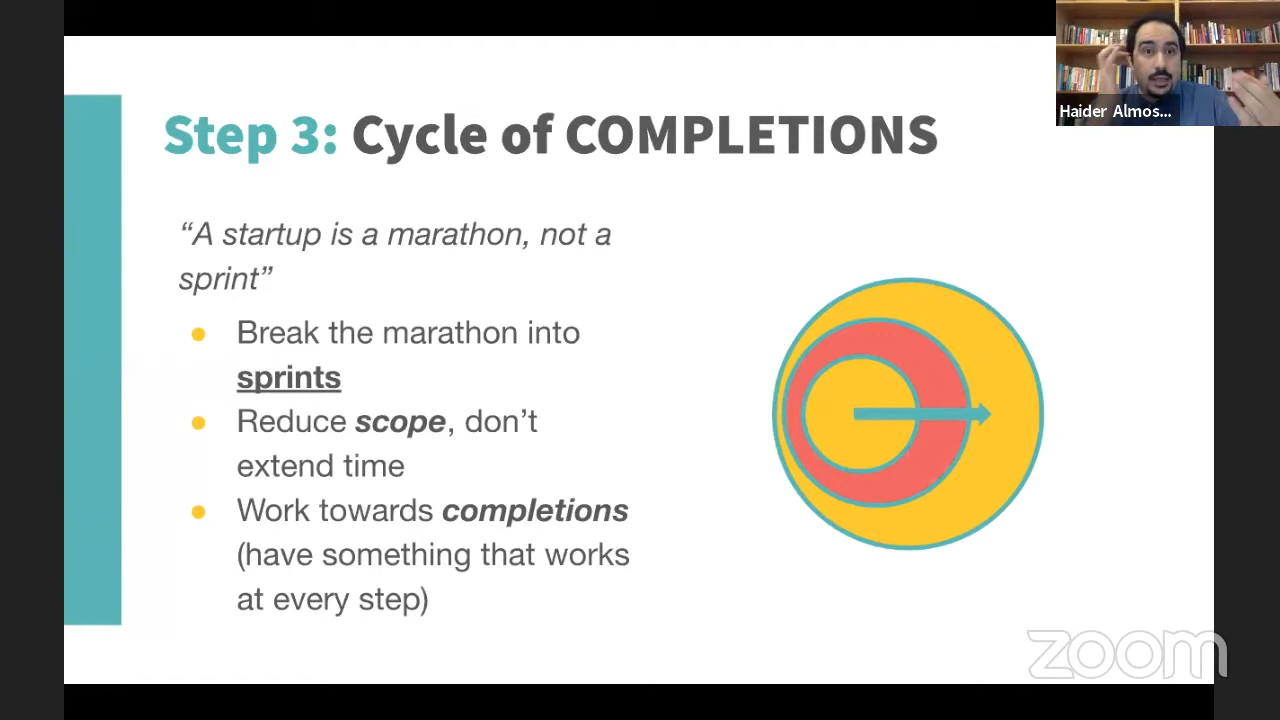 Haider Almos...
Step 3: Cycle of COMPLETIONS
“A startup is a marathon, not a
sprint”
● Break the marathon into
sprints
● Reduce scope, don’t
extend time
● Work towards completions
(have something that works
at every step)
zoom